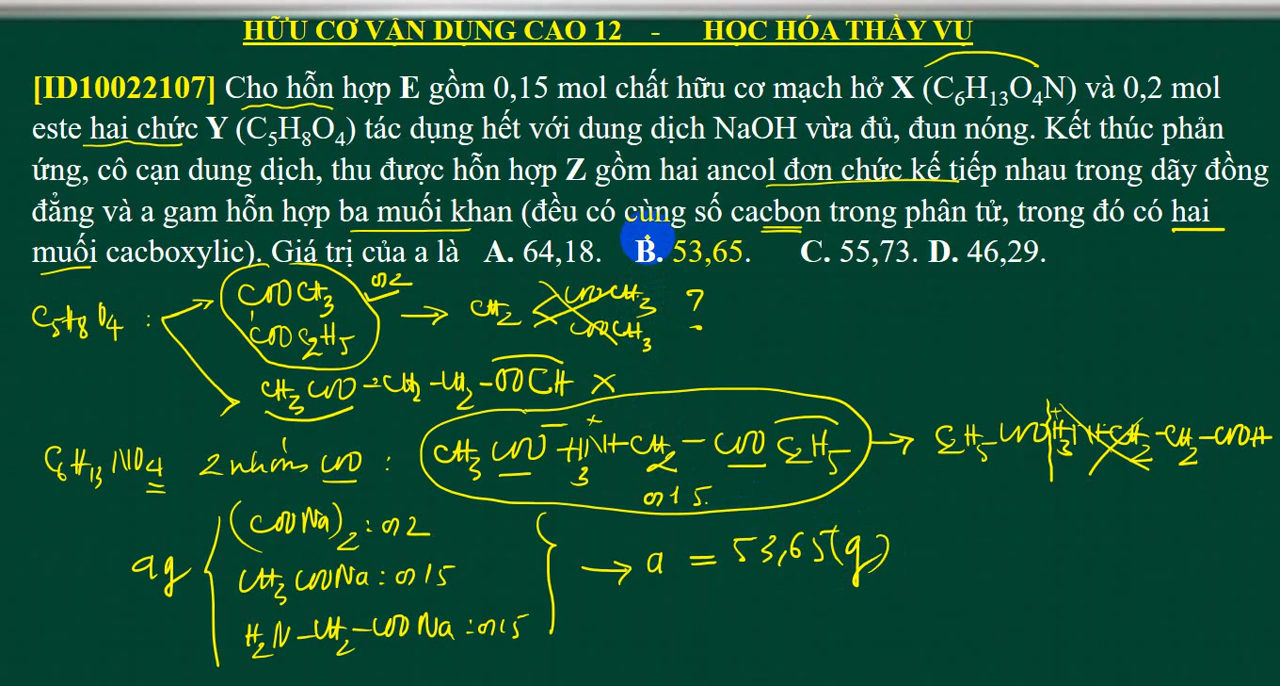 HỮU CƠ VẬN DỤNG CAO 12 - HỌC HÓA THẦY VỤ
[ID10022107] Cho hỗn hợp E gồm 0,15 mol chất hữu cơ mạch hở X (C₆H₁₃O₄N) và 0,2 mol
este hai chức Y (C₅H₈O₄) tác dụng hết với dung dịch NaOH vừa đủ, đun nóng. Kết thúc phản
ứng, cô cạn dung dịch, thu được hỗn hợp Z gồm hai ancol đơn chức kế tiếp nhau trong dãy đồng
đẳng và a gam hỗn hợp ba muối khan (đều có cùng số cacbon trong phân tử, trong đó có hai
muối cacboxylic). Giá trị của a là A. 64,18. B. 53,65. C. 55,73. D. 46,29.
COOCH₃ 0,2
C₅H₈O₄ : → CH₂ COOCH₃ ?
COOC₂H₅ COOCH₃
CH₃COO-CH₂-CH₂-OOCH X
C₆H₁₃NO₄ 2 nhóm COO : CH₃COO⁻H₃N⁺-CH₂-COOC₂H₅ →
0,15
(COONa)₂ : 0,2
ag CH₃COONa : 0,15 → a = 53,65 (g)
H₂N-CH₂-COONa : 0,15